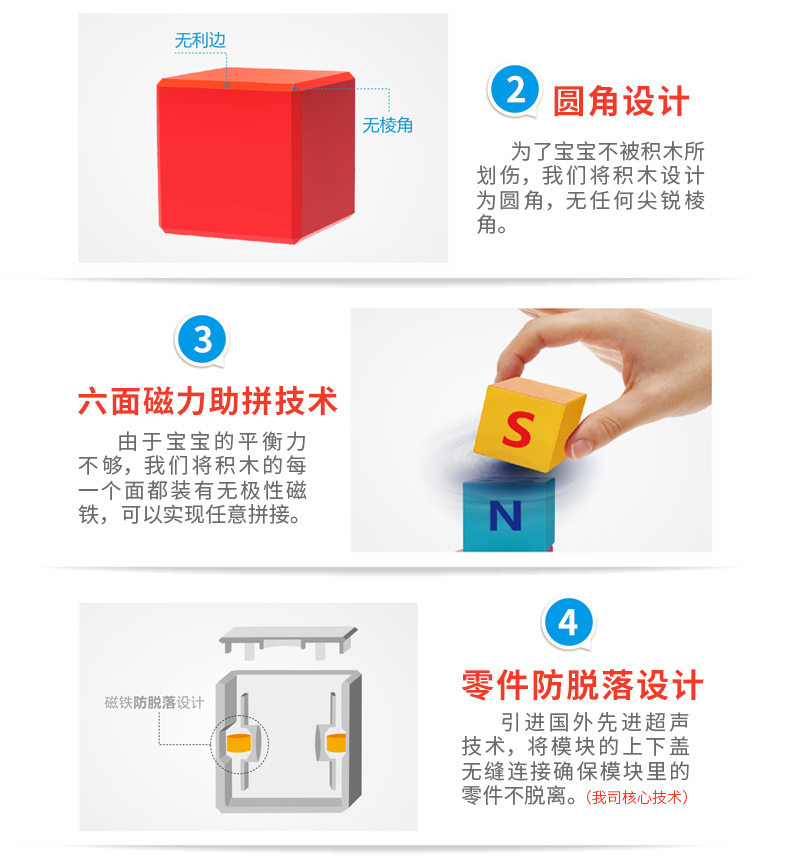 无利边
无棱角
2
圆角设计
为了宝宝不被积木所
划伤，我们将积木设计
为圆角，无任何尖锐棱
角。
3
六面磁力助拼技术
由于宝宝的平衡力
不够，我们将积木的每
一个面都装有无极性磁
铁，可以实现任意拼接。
S
N
4
零件防脱落设计
磁铁防脱落设计
引进国外先进超声
技术，将模块的上下盖
无缝连接确保模块里的
零件不脱离。（我司核心技术）